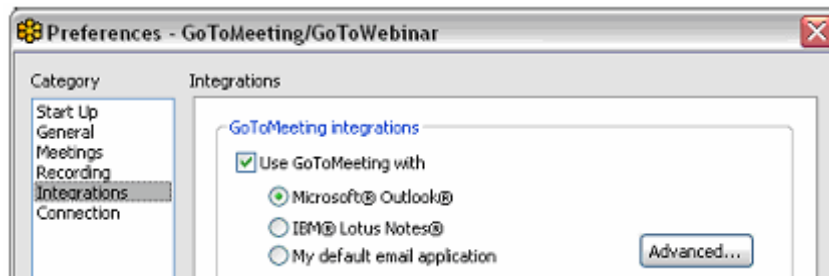 Preferences - GoToMeeting/GoToWebinar
Category
Integrations
Start Up
General
Meetings
Recording
Integrations
Connection
GoToMeeting integrations
Use GoToMeeting with
Microsoft® Outlook®
IBM® Lotus Notes®
My default email application
Advanced...